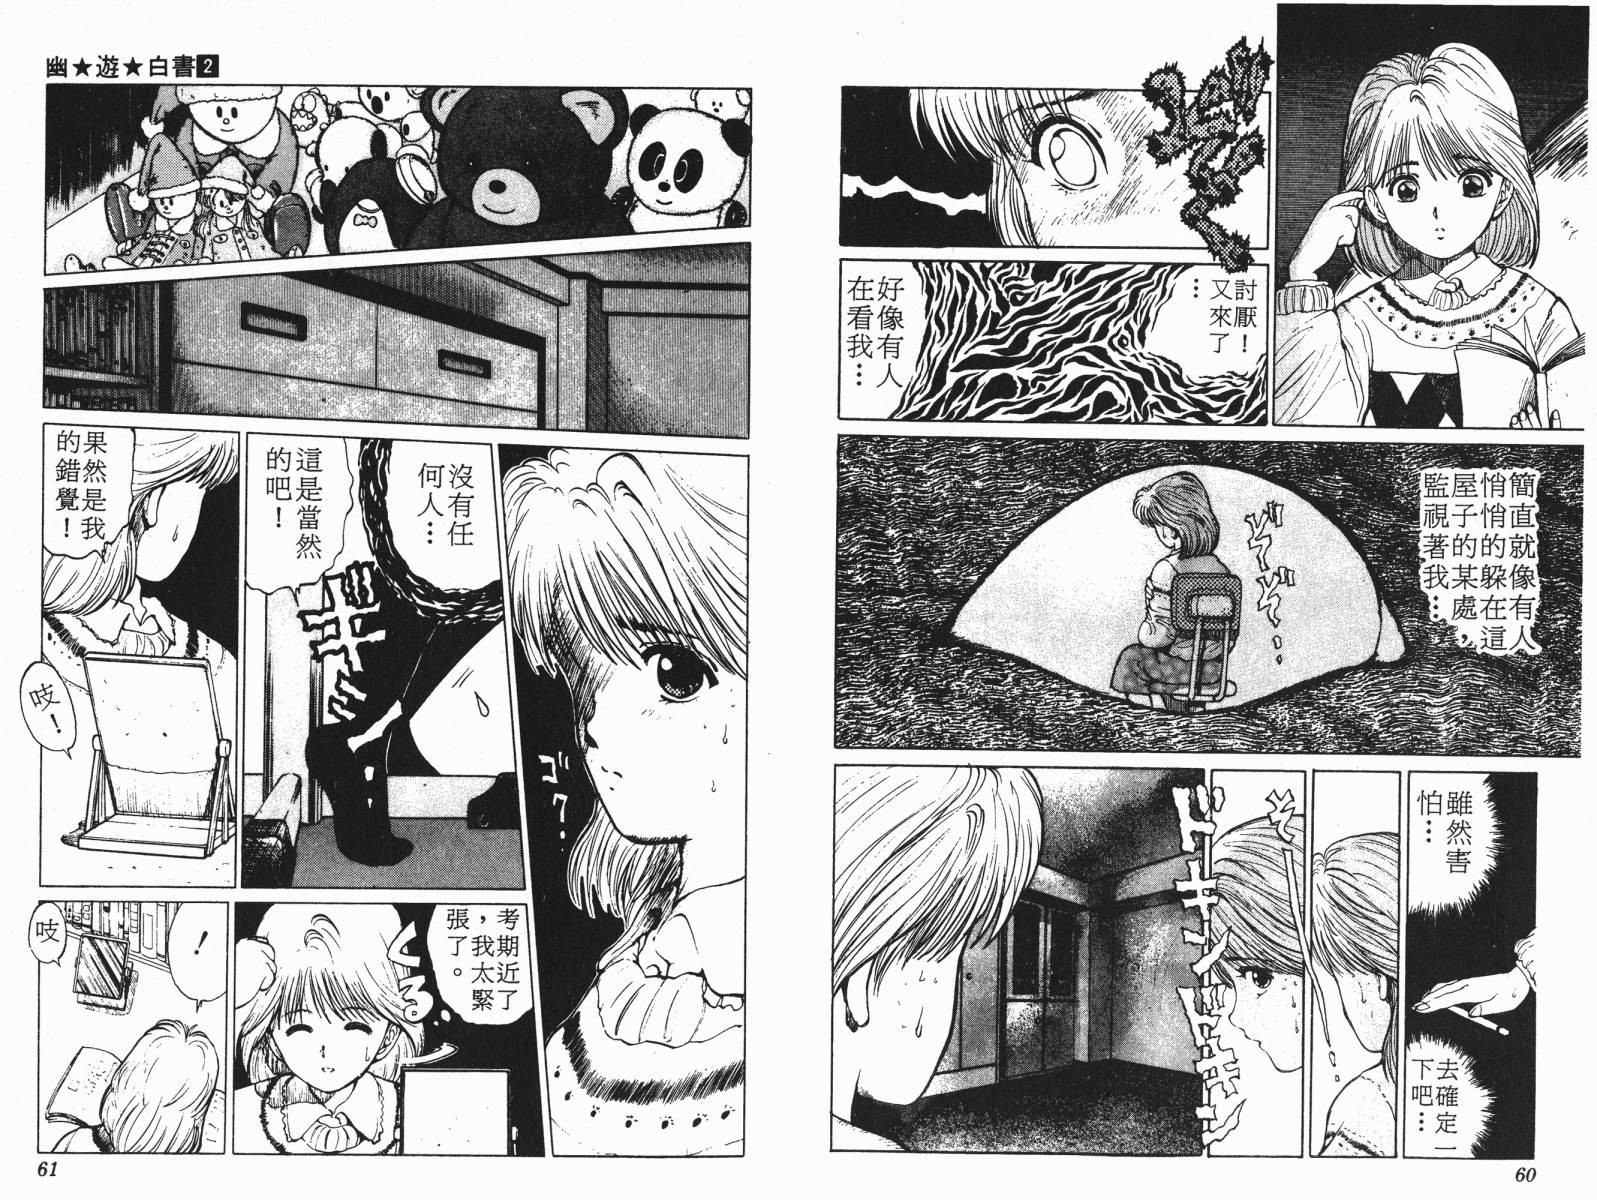 討厭！
又來了
…
好像有人
在看我…
簡直就像有人
悄悄的躲在這
屋子的某處，
監視著我…
雖然害
怕…
去確定一
下吧…
60
幽★遊★白書2
沒有任
何人…
這是當然
的吧！
果然是我
的錯覺！
吱！
考期近了
，我太緊
張了。
！
吱
61